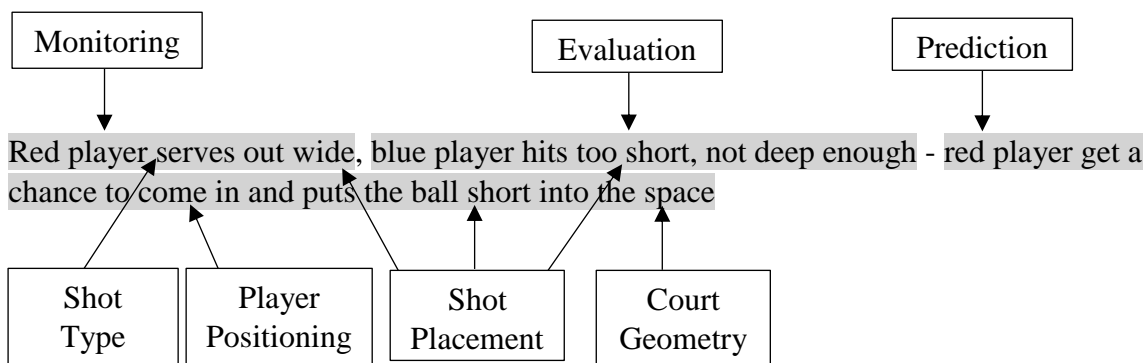 Monitoring
Evaluation
Prediction
Red player serves out wide, blue player hits too short, not deep enough - red player get a
chance to come in and puts the ball short into the space
Shot
Type
Player
Positioning
Shot
Placement
Court
Geometry